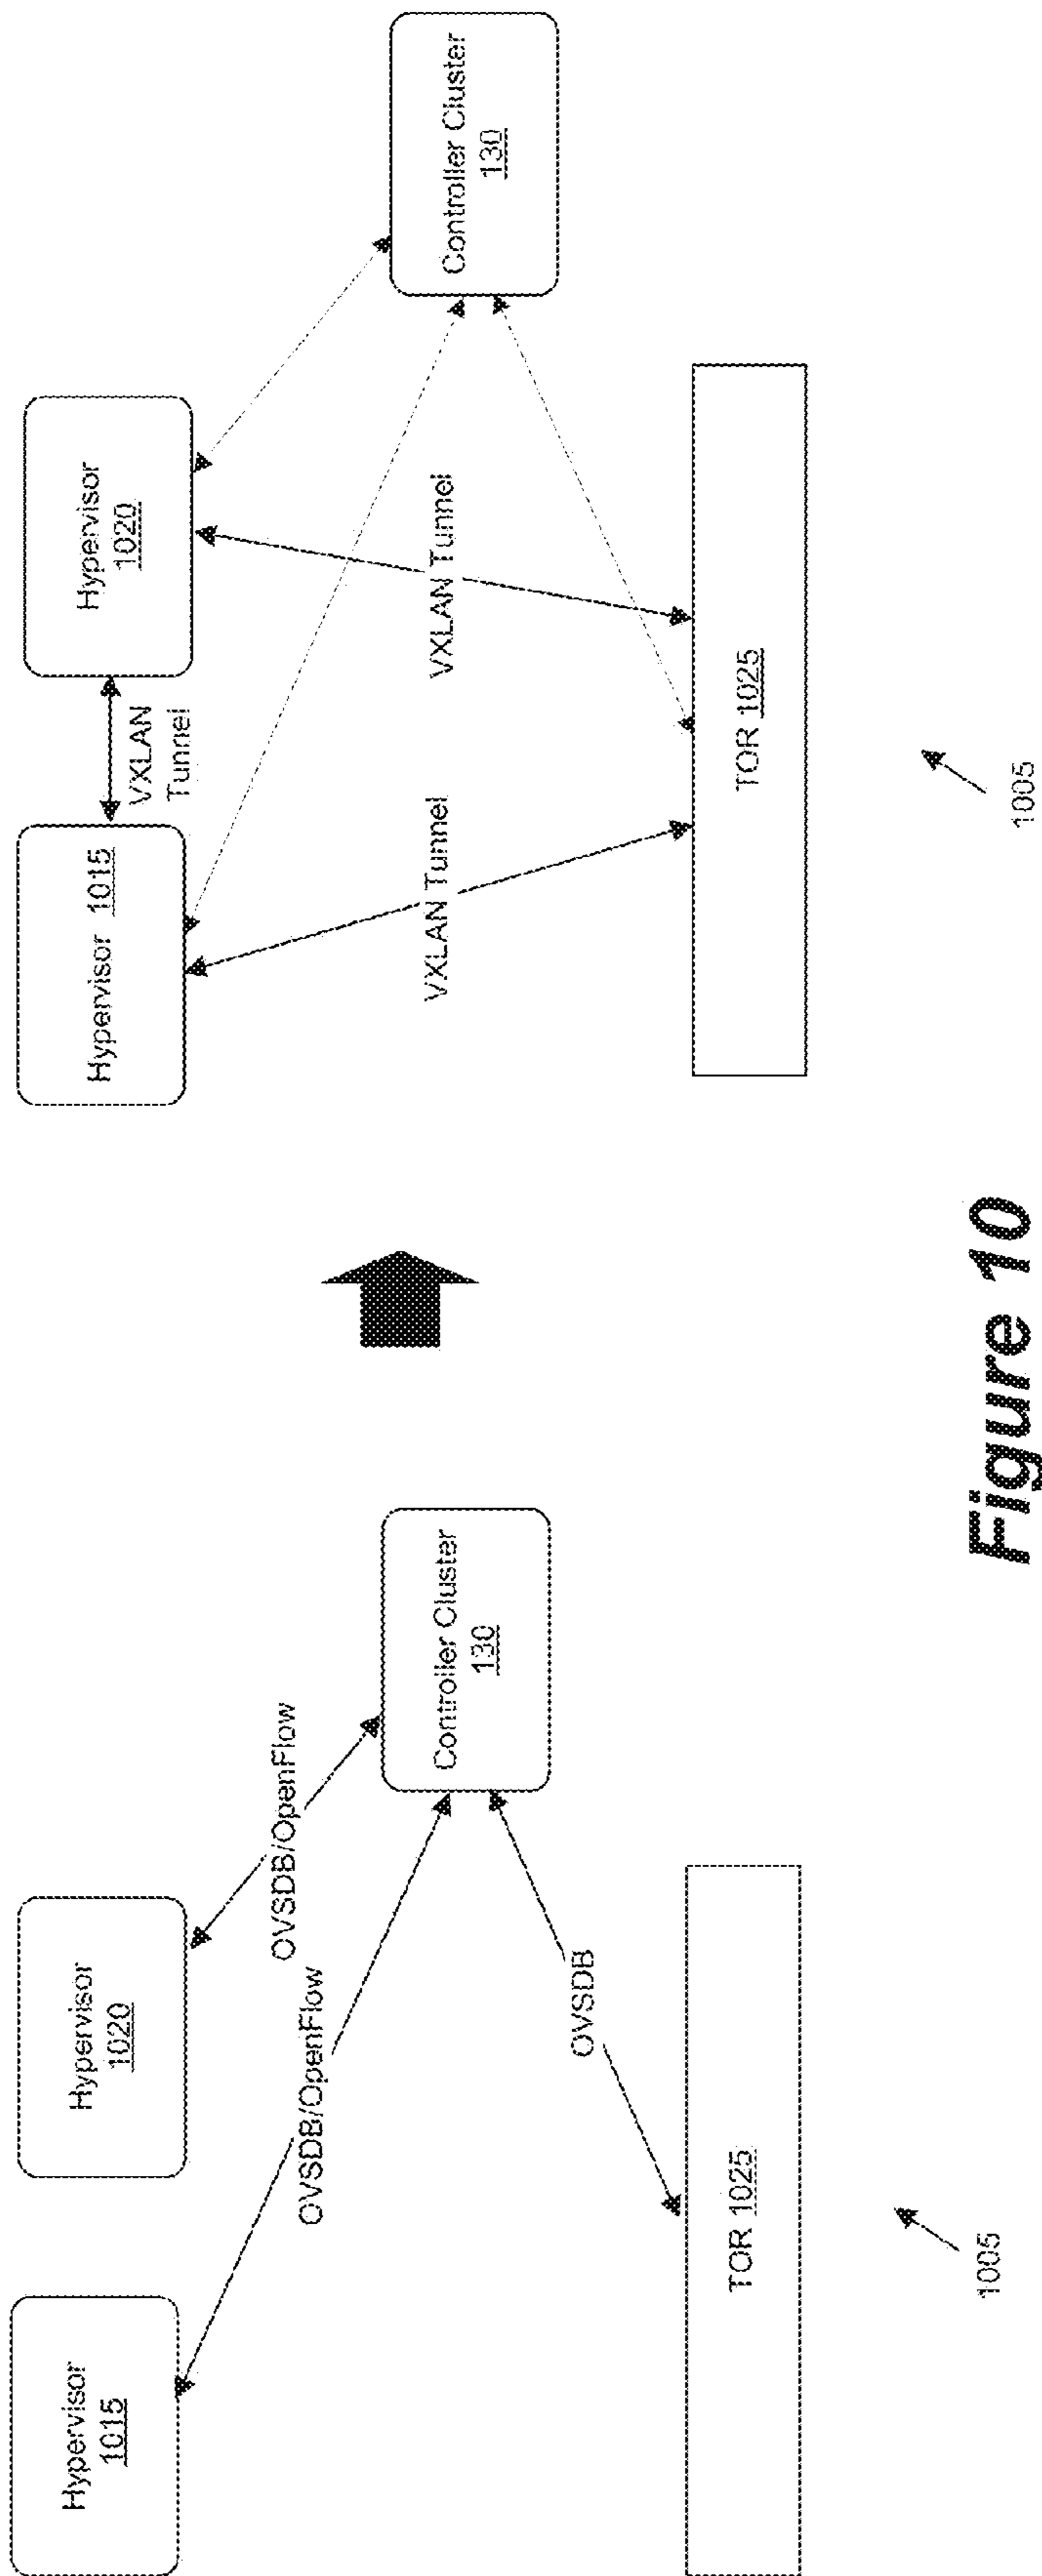 Hypervisor
1015
Hypervisor
1020
OVSDB/OpenFlow
OVSDB/OpenFlow
Controller Cluster
130
OVSDB
TOR 1025
1005
Hypervisor 1015
VXLAN
Tunnel
Hypervisor
1020
Controller Cluster
130
VXLAN Tunnel
VXLAN Tunnel
TOR 1025
1005
Figure 10